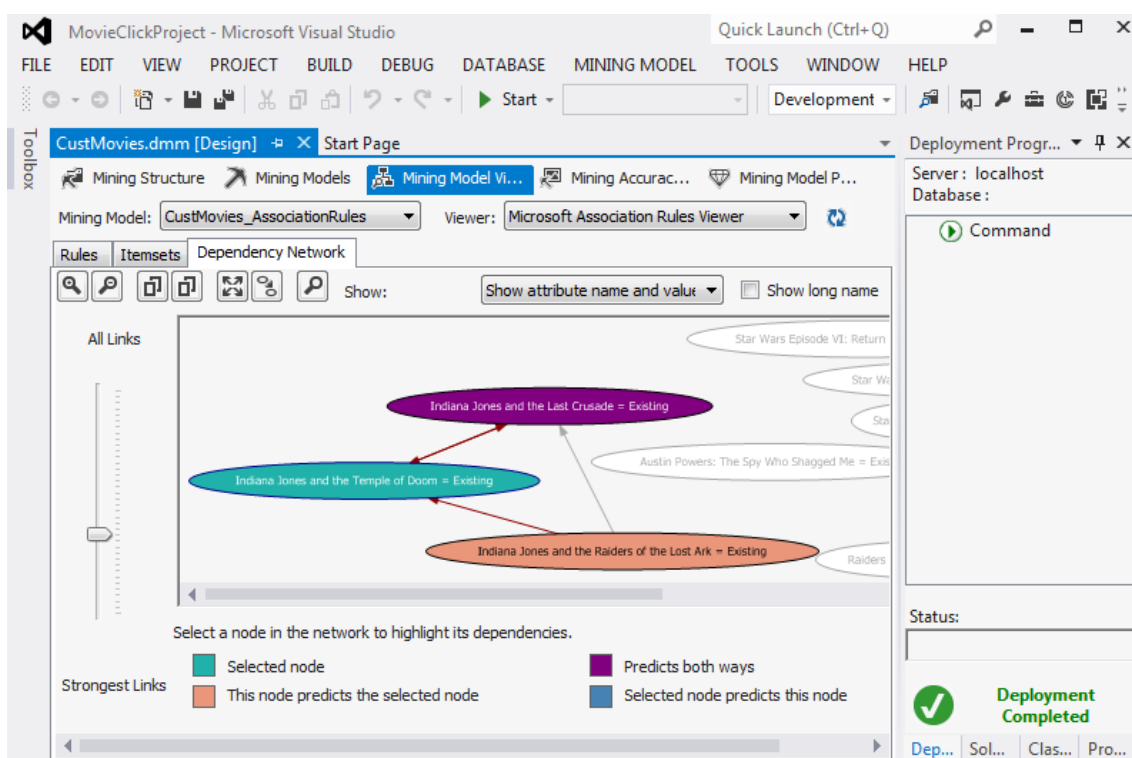 MovieClickProject - Microsoft Visual Studio
Quick Launch (Ctrl+Q)
FILE EDIT VIEW PROJECT BUILD DEBUG DATABASE MINING MODEL TOOLS WINDOW HELP
Start Development
Toolbox
CustMovies.dmm [Design] Start Page
Mining Structure Mining Models Mining Model Vi... Mining Accurac... Mining Model P...
Mining Model: CustMovies_AssociationRules Viewer: Microsoft Association Rules Viewer
Rules Itemsets Dependency Network
Show: Show attribute name and value Show long name
All Links
Star Wars Episode VI: Return
Star Wa
Indiana Jones and the Last Crusade = Existing
Sta
Austin Powers: The Spy Who Shagged Me = Exis
Indiana Jones and the Temple of Doom = Existing
Indiana Jones and the Raiders of the Lost Ark = Existing
Raiders
Select a node in the network to highlight its dependencies.
Selected node Predicts both ways
Strongest Links
This node predicts the selected node Selected node predicts this node
Deployment Progr...
Server : localhost
Database :
Command
Status:
Deployment
Completed
Dep... Sol... Clas... Pro...